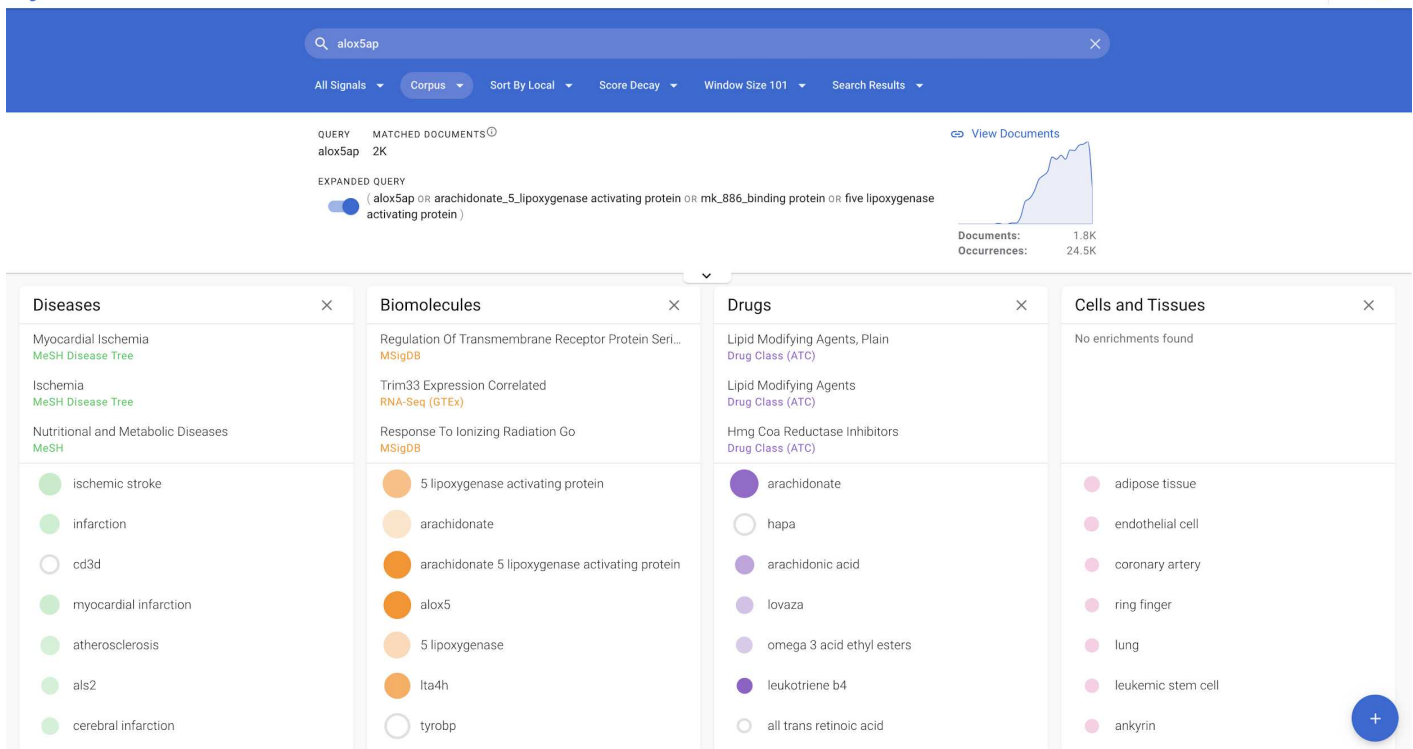 alox5ap
All Signals
Corpus
Sort By Local
Score Decay
Window Size 101
Search Results
QUERY MATCHED DOCUMENTS
alox5ap 2K
EXPANDED QUERY
( alox5ap OR arachidonate_5_lipoxygenase activating protein OR mk_886_binding protein OR five lipoxygenase
activating protein )
View Documents
Documents: 1.8K
Occurrences: 24.5K
Diseases
Myocardial Ischemia
MeSH Disease Tree
Ischemia
MeSH Disease Tree
Nutritional and Metabolic Diseases
MeSH
ischemic stroke
infarction
cd3d
myocardial infarction
atherosclerosis
als2
cerebral infarction
Biomolecules
Regulation Of Transmembrane Receptor Protein Seri...
MSigDB
Trim33 Expression Correlated
RNA-Seq (GTEx)
Response To Ionizing Radiation Go
MSigDB
5 lipoxygenase activating protein
arachidonate
arachidonate 5 lipoxygenase activating protein
alox5
5 lipoxygenase
lta4h
tyrobp
Drugs
Lipid Modifying Agents, Plain
Drug Class (ATC)
Lipid Modifying Agents
Drug Class (ATC)
Hmg Coa Reductase Inhibitors
Drug Class (ATC)
arachidonate
hapa
arachidonic acid
lovaza
omega 3 acid ethyl esters
leukotriene b4
all trans retinoic acid
Cells and Tissues
No enrichments found
adipose tissue
endothelial cell
coronary artery
ring finger
lung
leukemic stem cell
ankyrin